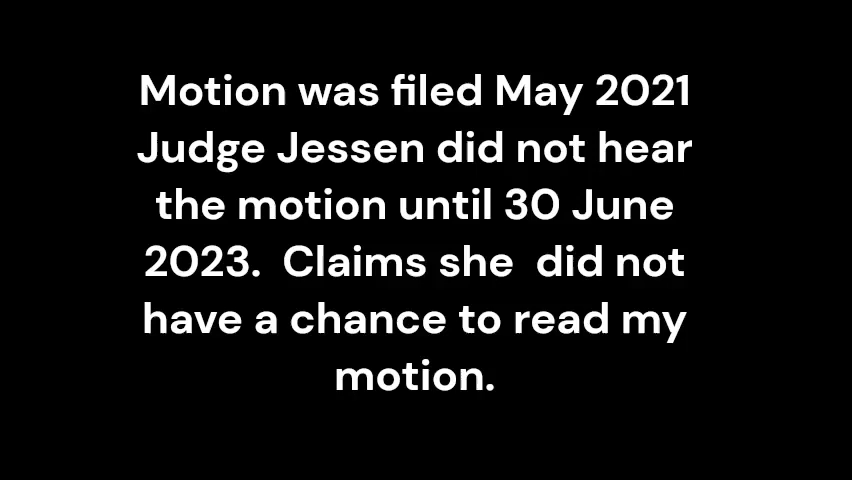 Motion was filed May 2021
Judge Jessen did not hear
the motion until 30 June
2023.  Claims she  did not
have a chance to read my
motion.